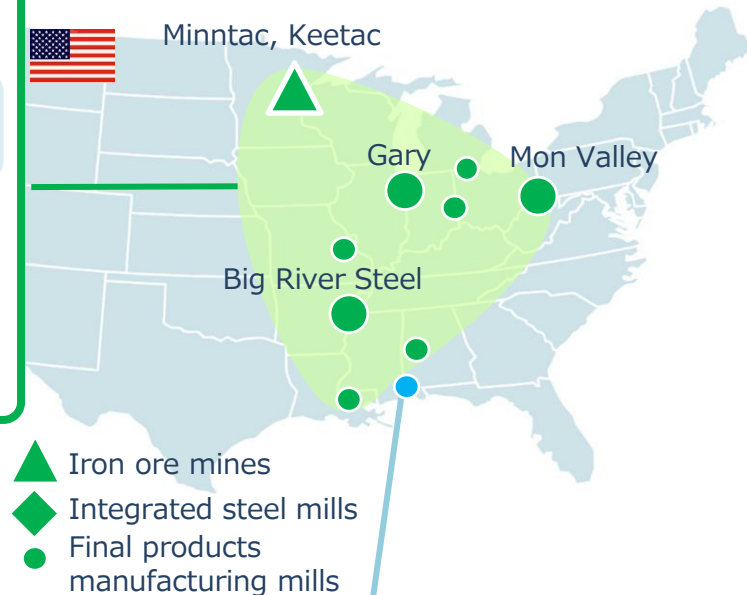 Minntac, Keetac
Gary
Mon Valley
Big River Steel
Iron ore mines
Integrated steel mills
Final products
manufacturing mills